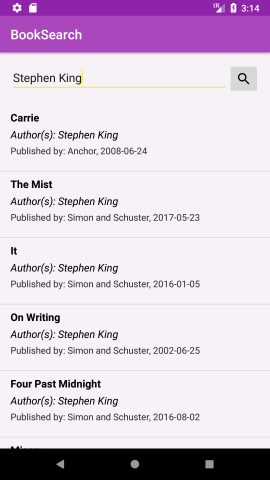 3:14
BookSearch
Stephen King
Carrie
Author(s): Stephen King
Published by: Anchor, 2008-06-24
The Mist
Author(s): Stephen King
Published by: Simon and Schuster, 2017-05-23
It
Author(s): Stephen King
Published by: Simon and Schuster, 2016-01-05
On Writing
Author(s): Stephen King
Published by: Simon and Schuster, 2002-06-25
Four Past Midnight
Author(s): Stephen King
Published by: Simon and Schuster, 2016-08-02